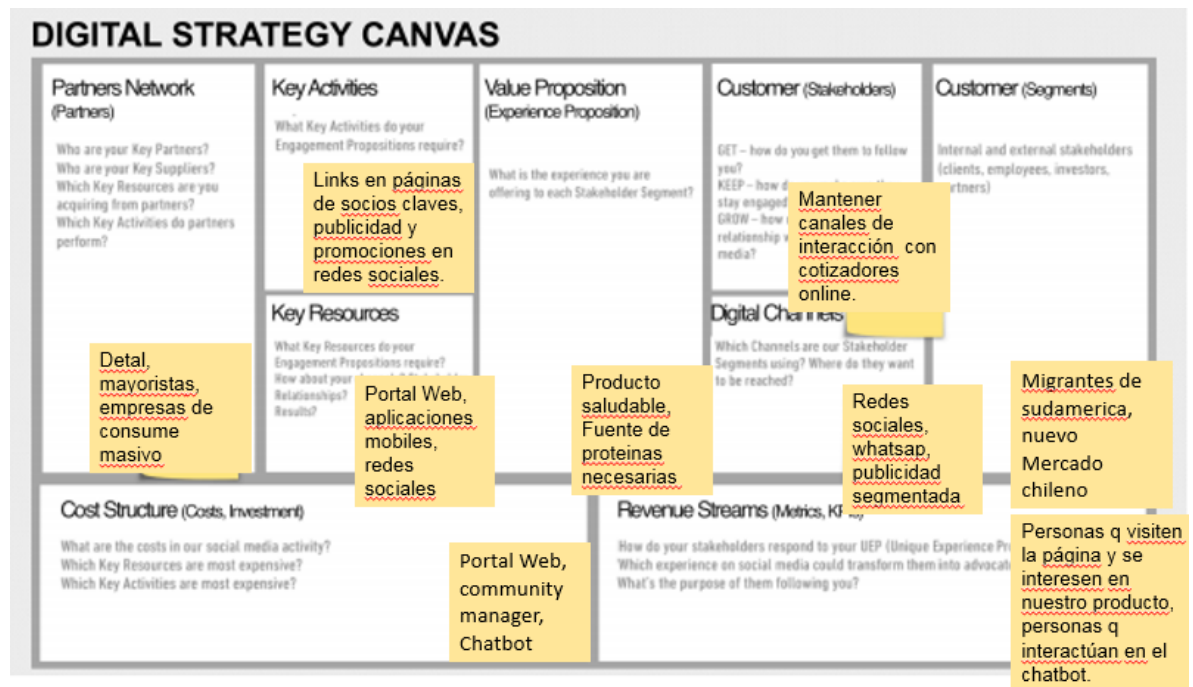 DIGITAL STRATEGY CANVAS
Partners Network
(Partners)
Who are your Key Partners?
Who are your Key Suppliers?
Which Key Resources are you
acquiring from partners?
Which Key Activities do partners
perform?
Detal,
mayoristas,
empresas de
consume
masivo
Key Activities
What Key Activities do your
Engagement Propositions require?
Links en páginas
de socios claves,
publicidad y
promociones en
redes sociales.
Key Resources
What Key Resources do your
Engagement Propositions require?
How about your
Relationships?
Results?
Portal Web,
aplicaciones
mobiles,
redes
sociales
Value Proposition
(Experience Proposition)
What is the experience you are
offering to each Stakeholder Segment?
Producto
saludable,
Fuente de
proteinas
necesarias
Customer (Stakeholders)
GET – how do you get them to follow
you?
KEEP – how d
stay engaged
GROW – how
relationship
media?
Mantener
canales de
interacción con
cotizadores
online.
Digital Channels
Which Channels are our Stakeholder
Segments using? Where do they want
to be reached?
Redes
sociales,
whatsap,
publicidad
segmentada
Customer (Segments)
Internal and external stakeholders
(clients, employees, investors,
rtners)
Migrantes de
sudamerica,
nuevo
Mercado
chileno
Cost Structure (Costs, Investment)
What are the costs in our social media activity?
Which Key Resources are most expensive?
Which Key Activities are most expensive?
Portal Web,
community
manager,
Chatbot
Revenue Streams (Metrics, KPIs)
How do your stakeholders respond to your UEP (Unique Experience Pr
Which experience on social media could transform them into advocat
What's the purpose of them following you?
Personas q visiten
la página y se
interesen en
nuestro producto,
personas q
interactúan en el
chatbot.